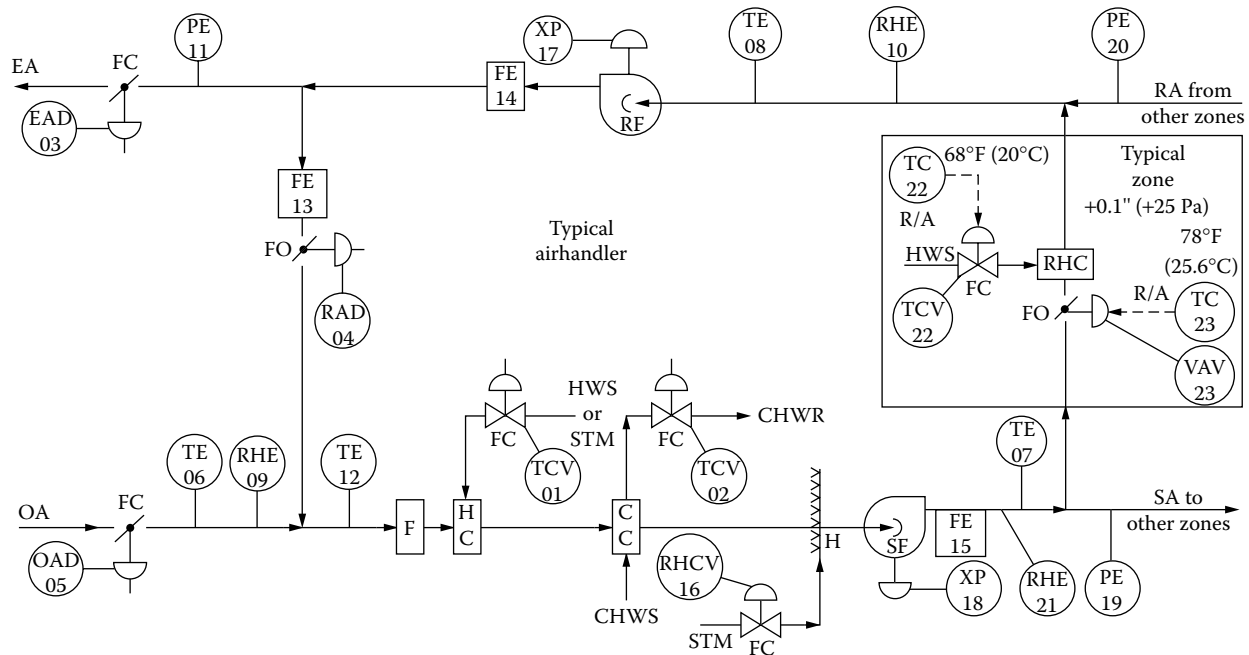 PE
11
XP
17
TE
08
RHE
10
PE
20
EA
FC
FE
14
RF
RA from
other zones
EAD
03
FE
13
TC
22
68°F (20°C)
Typical
zone
+0.1" (+25 Pa)
R/A
78°F
(25.6°C)
Typical
airhandler
FO
RAD
04
HWS
FC
RHC
TCV
22
FO
R/A
TC
23
VAV
23
HWS
or
STM
FC
TCV
01
CHWR
FC
TCV
02
TE
07
TE
06
RHE
09
TE
12
OA
FC
F
H
C
C
C
H
SF
FE
15
SA to
other zones
OAD
05
CHWS
RHCV
16
STM
FC
XP
18
RHE
21
PE
19